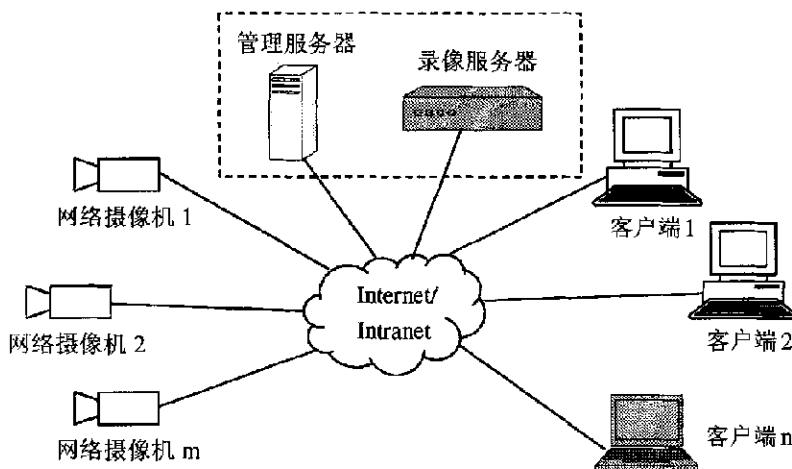 管理服务器
录像服务器
网络摄像机 1
客户端1
Internet/
Intranet
网络摄像机 2
客户端2
网络摄像机 m
客户端n